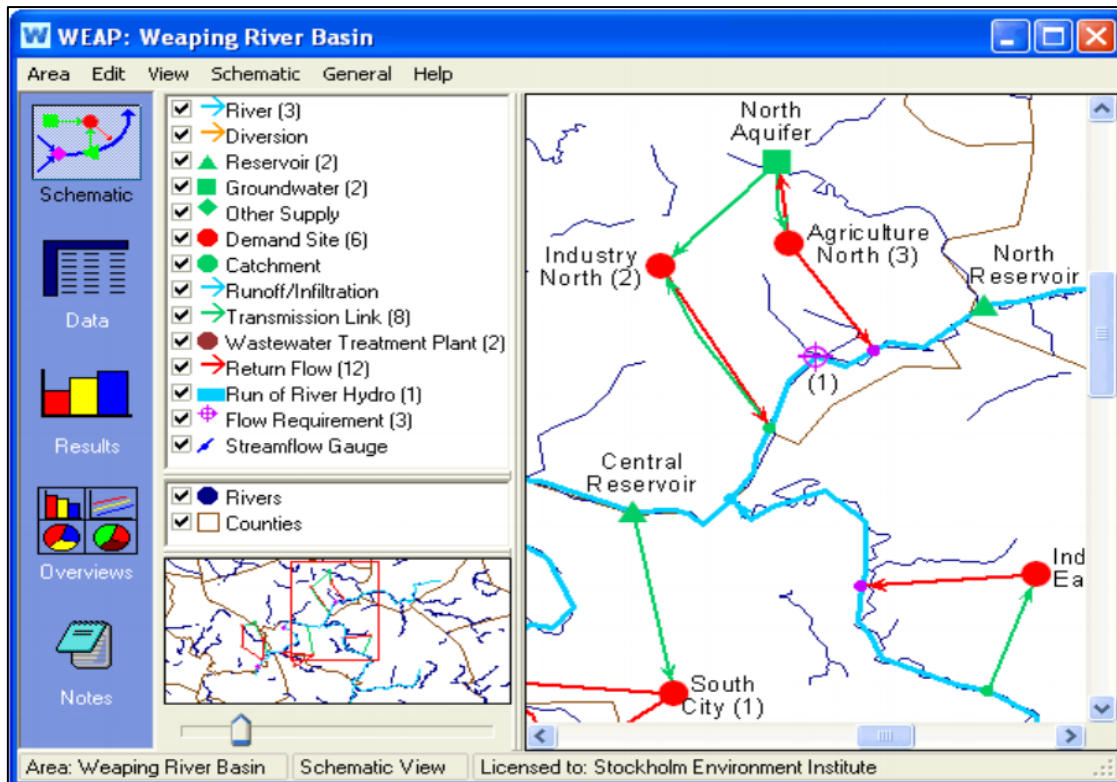 WEAP: Weaping River Basin
Area Edit View Schematic General Help
Schematic
Data
Results
Overviews
Notes
River (3)
Diversion
Reservoir (2)
Groundwater (2)
Other Supply
Demand Site (6)
Catchment
Runoff/Infiltration
Transmission Link (8)
Wastewater Treatment Plant (2)
Return Flow (12)
Run of River Hydro (1)
Flow Requirement (3)
Streamflow Gauge
Rivers
Counties
North
Aquifer
Industry
North (2)
Agriculture
North (3)
North
Reservoir
(1)
Central
Reservoir
Ind
Ea
South
City (1)
Area: Weaping River Basin Schematic View Licensed to: Stockholm Environment Institute